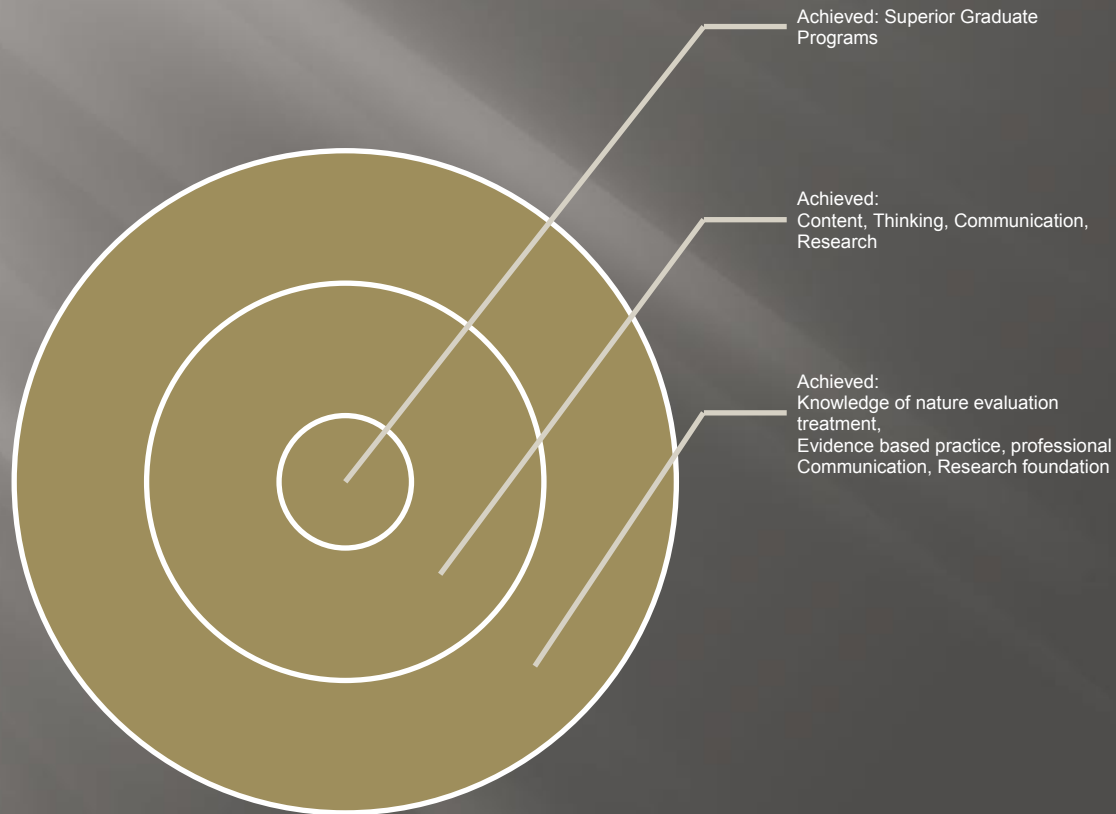 Achieved: Superior Graduate
Programs
Achieved:
Content, Thinking, Communication,
Research
Achieved:
Knowledge of nature evaluation
treatment,
Evidence based practice, professional
Communication, Research foundation